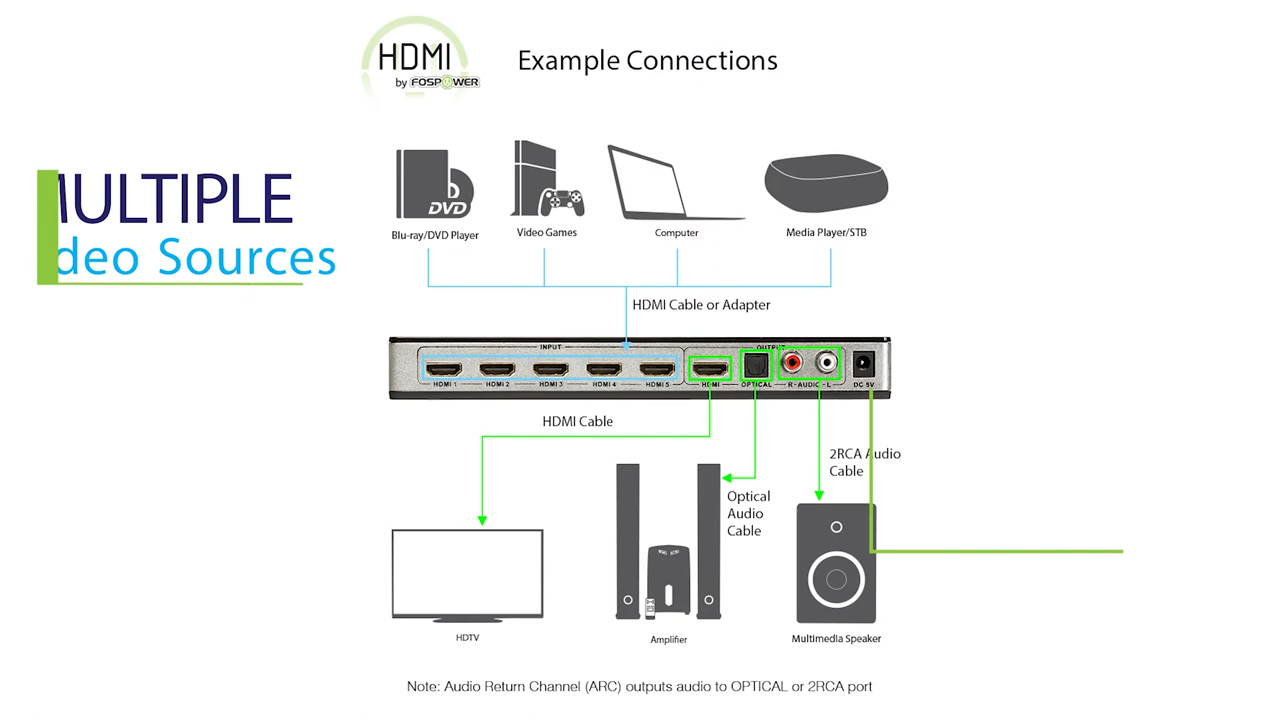 HDMI
by FOSPOWER
Example Connections
MULTIPLE
deo Sources
DVD
Blu-ray/DVD Player
Video Games
Computer
Media Player/STB
HDMI Cable or Adapter
INPUT
OUTPUT
HDMI 1
HDMI 2
HDMI 3
HDMI 4
HDMI 5
HDMI
OPTICAL
R-AUDIO-L
DC 5V
HDMI Cable
2RCA Audio
Cable
Optical
Audio
Cable
HDTV
Amplifier
Multimedia Speaker
Note: Audio Return Channel (ARC) outputs audio to OPTICAL or 2RCA port